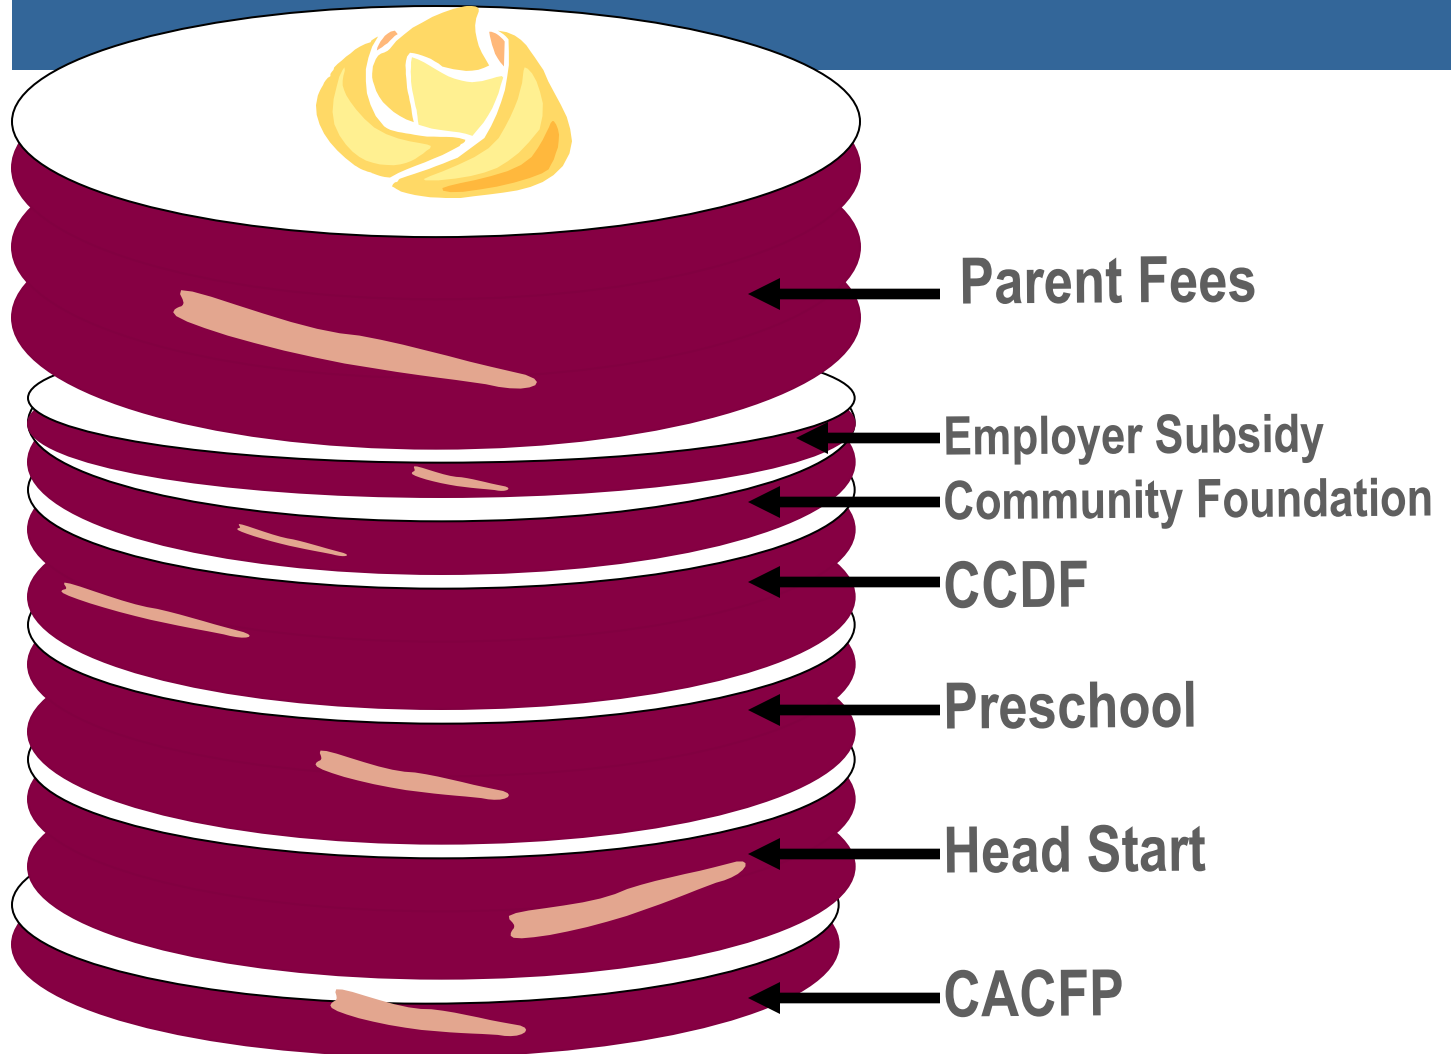 Parent Fees
Employer Subsidy
Community Foundation
CCDF
Preschool
Head Start
CACFP